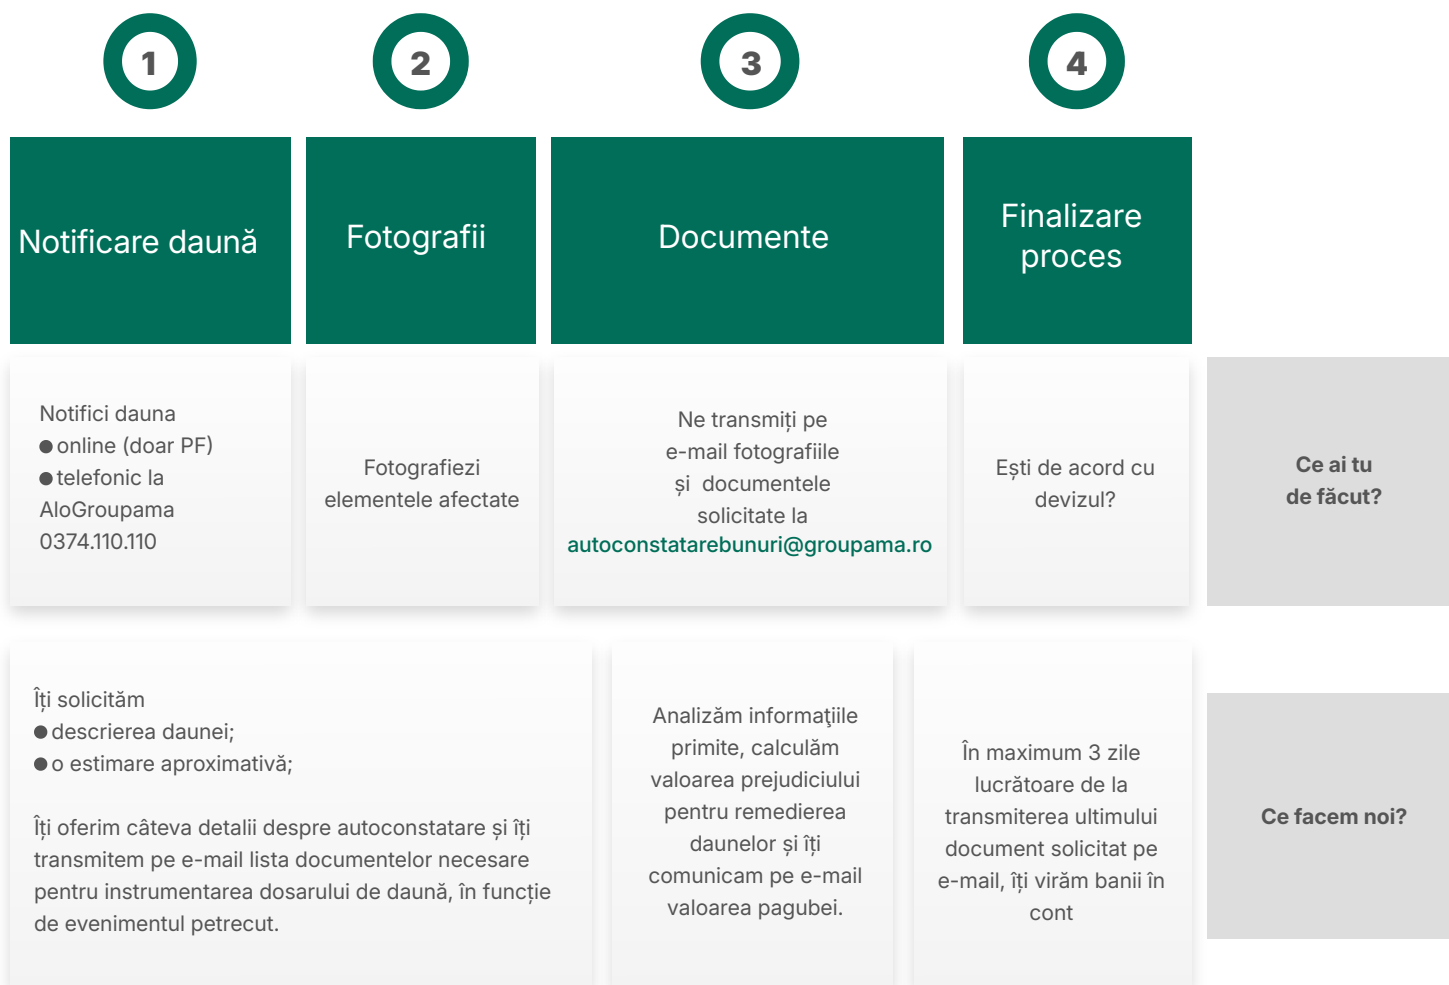 1
2
3
4
Notificare daună
Fotografii
Documente
Finalizare
proces
Notifici dauna
● online (doar PF)
● telefonic la
AloGroupama
0374.110.110
Fotografiezi
elementele afectate
Ne transmiți pe
e-mail fotografiile
și documentele
solicitate la
autoconstatarebunuri@groupama.ro
Ești de acord cu
devizul?
Ce ai tu
de făcut?
Îți solicităm
● descrierea daunei;
● o estimare aproximativă;
Îți oferim câteva detalii despre autoconstatare și îți
transmitem pe e-mail lista documentelor necesare
pentru instrumentarea dosarului de daună, în funcție
de evenimentul petrecut.
Analizăm informaţiile
primite, calculăm
valoarea prejudiciului
pentru remedierea
daunelor și îți
comunicam pe e-mail
valoarea pagubei.
În maximum 3 zile
lucrătoare de la
transmiterea ultimului
document solicitat pe
e-mail, îți virăm banii în
cont
Ce facem noi?